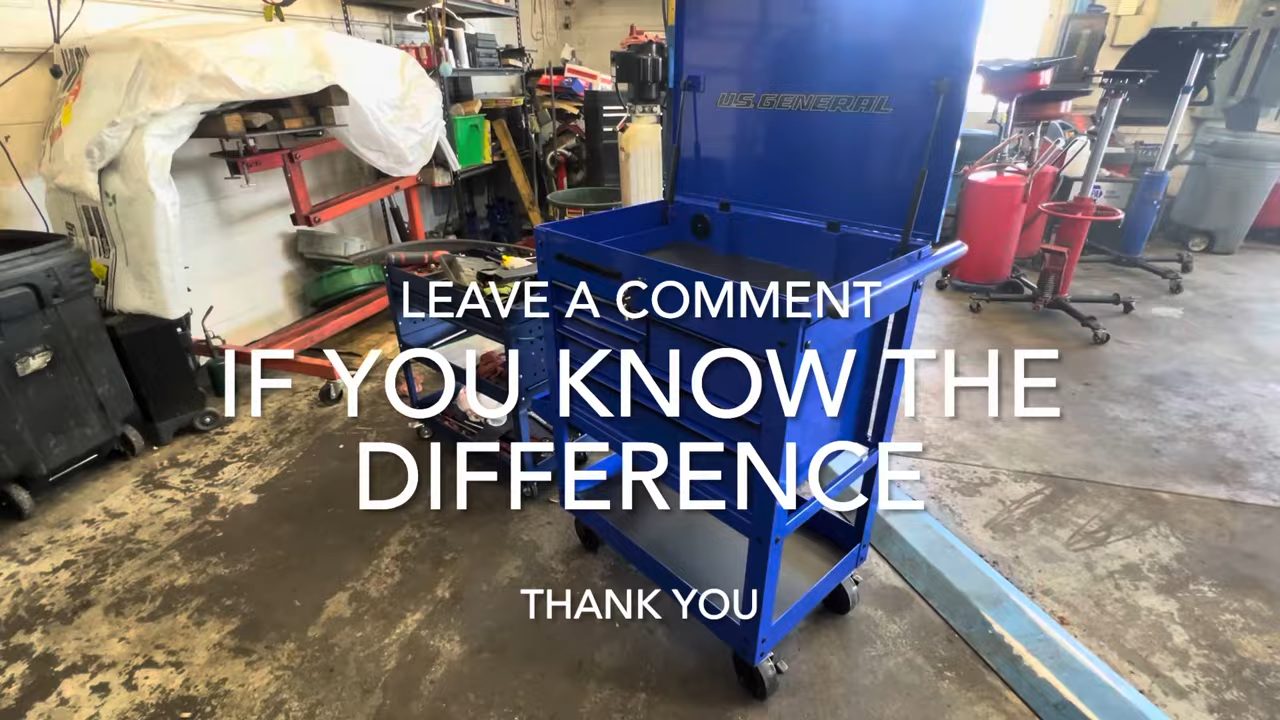 U.S. GENERAL
LEAVE A COMMENT
IF YOU KNOW THE
DIFFERENCE
THANK YOU